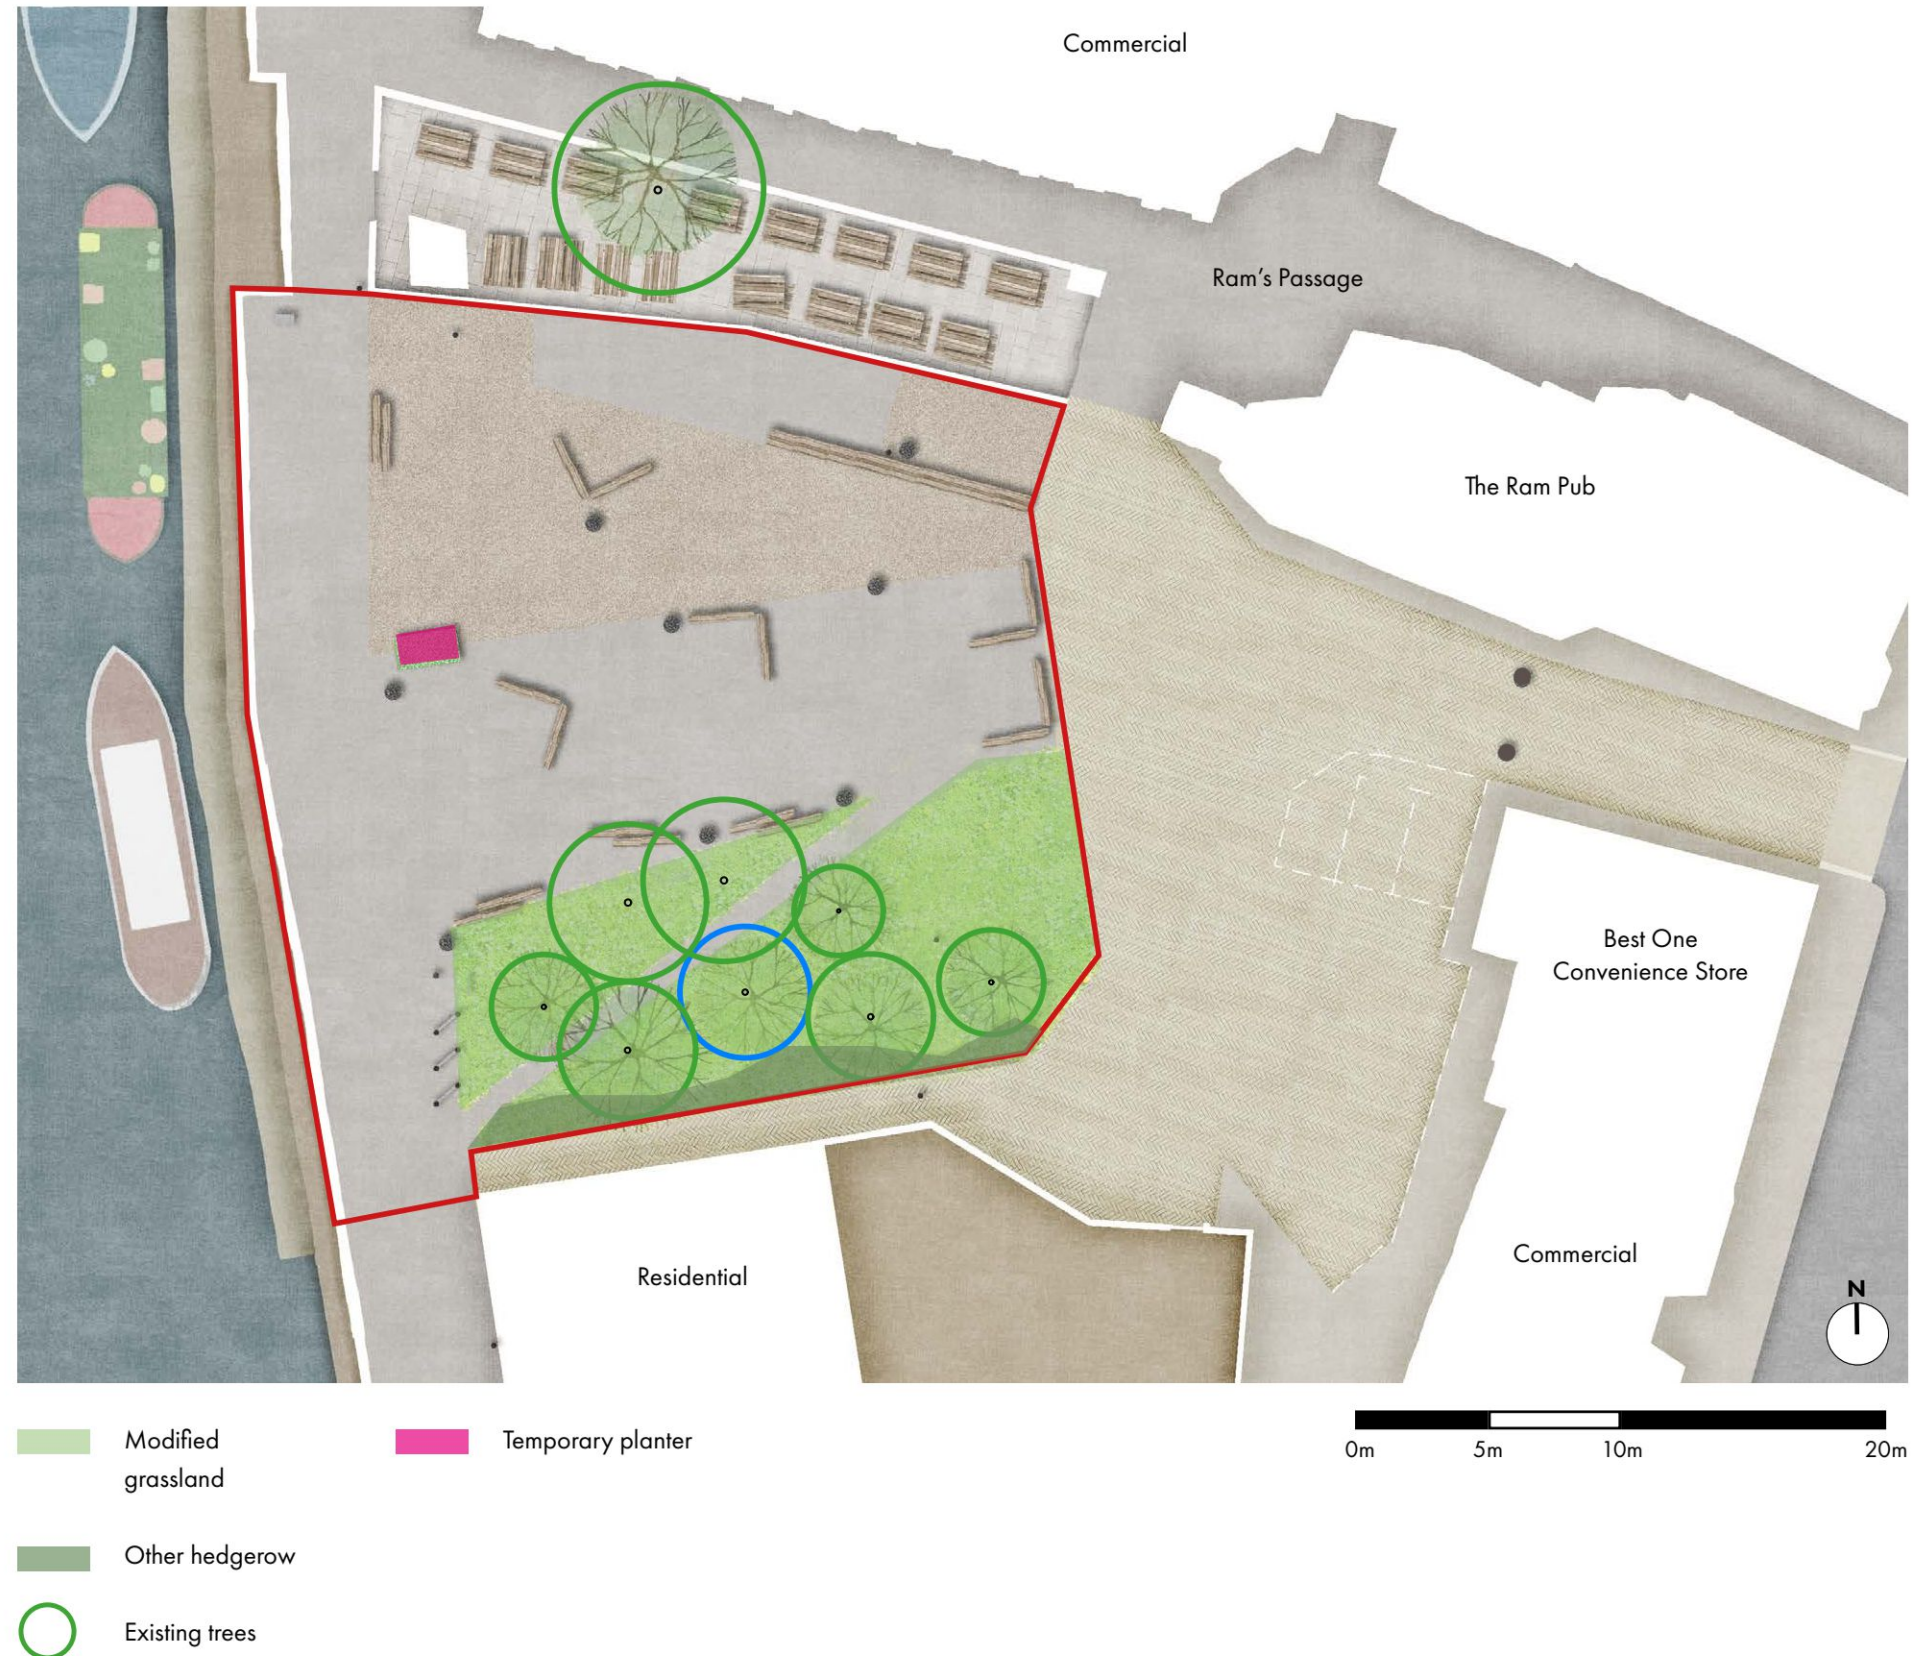 Commercial
Ram's Passage
The Ram Pub
Best One
Convenience Store
Commercial
Residential
N
Modified
grassland
Temporary planter
Other hedgerow
Existing trees
0m
5m
10m
20m